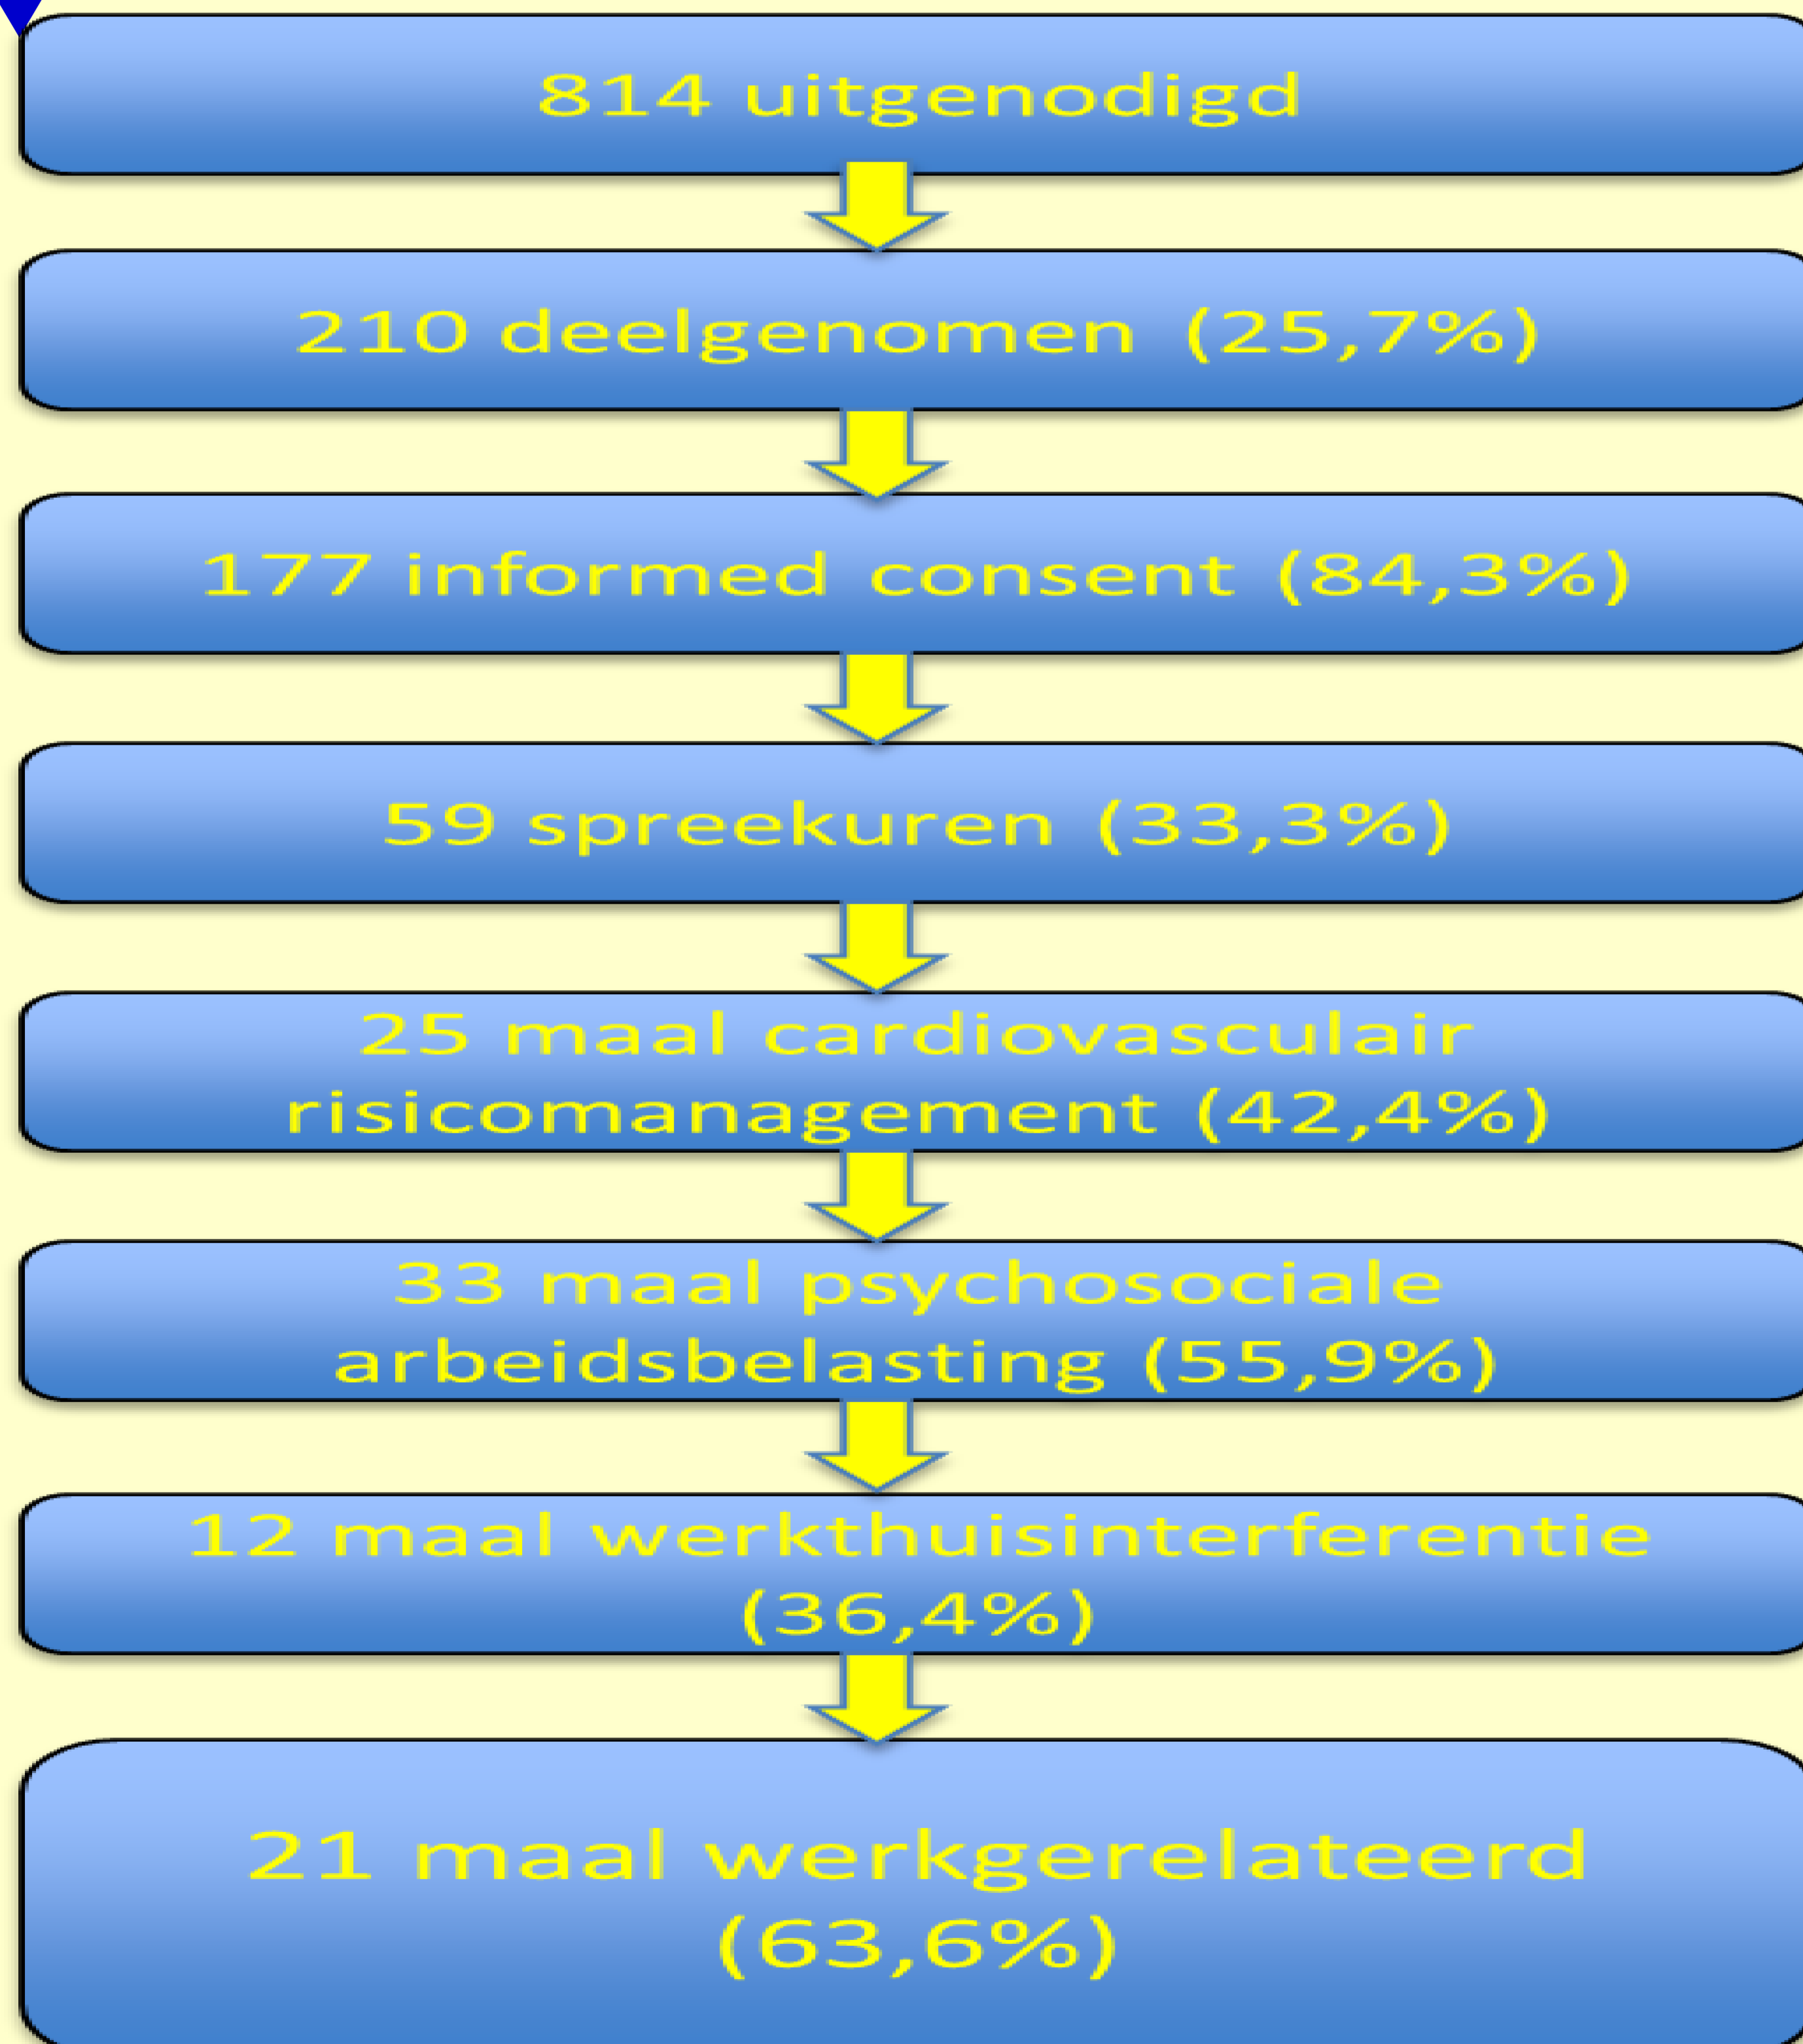 814 uitgenodigd
210 deelgenomen (25,7%)
177 informed consent (84,3%)
59 spreekuren (33,3%)
25 maal cardiovasculair
risicomanagement (42,4%)
33 maal psychosociale
arbeidsbelasting (55,9%)
12 maal werkthuisinterferentie
(36,4%)
21 maal werkgerelateerd
(63,6%)